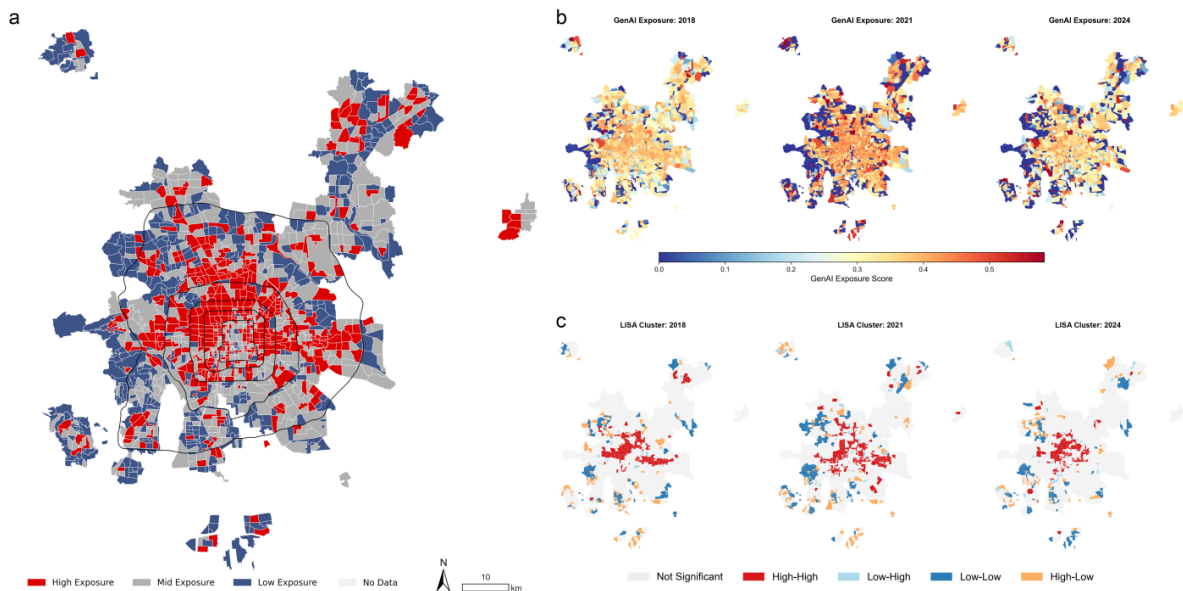 a
High Exposure
Mid Exposure
Low Exposure
No Data
N
10
km
b
GenAI Exposure: 2018
GenAI Exposure: 2021
GenAI Exposure: 2024
0.0
0.1
0.2
0.3
0.4
0.5
GenAI Exposure Score
c
LISA Cluster: 2018
LISA Cluster: 2021
LISA Cluster: 2024
Not Significant
High-High
Low-High
Low-Low
High-Low